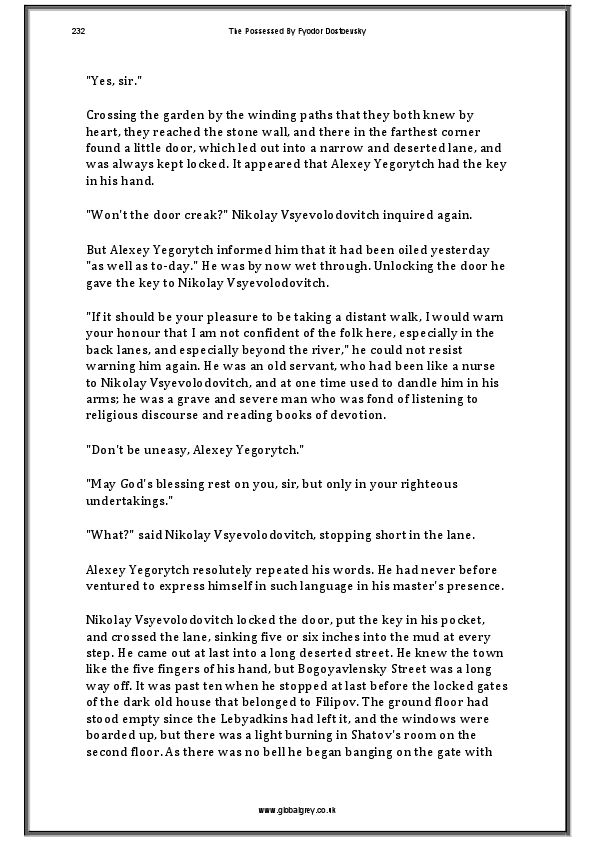 232
The Possessed By Fyodor Dostoevsky
"Yes, sir."
Crossing the garden by the winding paths that they both knew by
heart, they reached the stone wall, and there in the farthest corner
found a little door, which led out into a narrow and deserted lane, and
was always kept locked. It appeared that Alexey Yegorytch had the key
in his hand.
"Won't the door creak?" Nikolay Vsyevolodovitch inquired again.
But Alexey Yegorytch informed him that it had been oiled yesterday
"as well as to-day." He was by now wet through. Unlocking the door he
gave the key to Nikolay Vsyevolodovitch.
"If it should be your pleasure to be taking a distant walk, I would warn
your honour that I am not confident of the folk here, especially in the
back lanes, and especially beyond the river," he could not resist
warning him again. He was an old servant, who had been like a nurse
to Nikolay Vsyevolodovitch, and at one time used to dandle him in his
arms; he was a grave and severe man who was fond of listening to
religious discourse and reading books of devotion.
"Don't be uneasy, Alexey Yegorytch."
"May God's blessing rest on you, sir, but only in your righteous
undertakings."
"What?" said Nikolay Vsyevolodovitch, stopping short in the lane.
Alexey Yegorytch resolutely repeated his words. He had never before
ventured to express himself in such language in his master's presence.
Nikolay Vsyevolodovitch locked the door, put the key in his pocket,
and crossed the lane, sinking five or six inches into the mud at every
step. He came out at last into a long deserted street. He knew the town
like the five fingers of his hand, but Bogoyavlensky Street was a long
way off. It was past ten when he stopped at last before the locked gates
of the dark old house that belonged to Filipov. The ground floor had
stood empty since the Lebyadkins had left it, and the windows were
boarded up, but there was a light burning in Shatov's room on the
second floor. As there was no bell he began banging on the gate with
www.globalgrey.co.uk